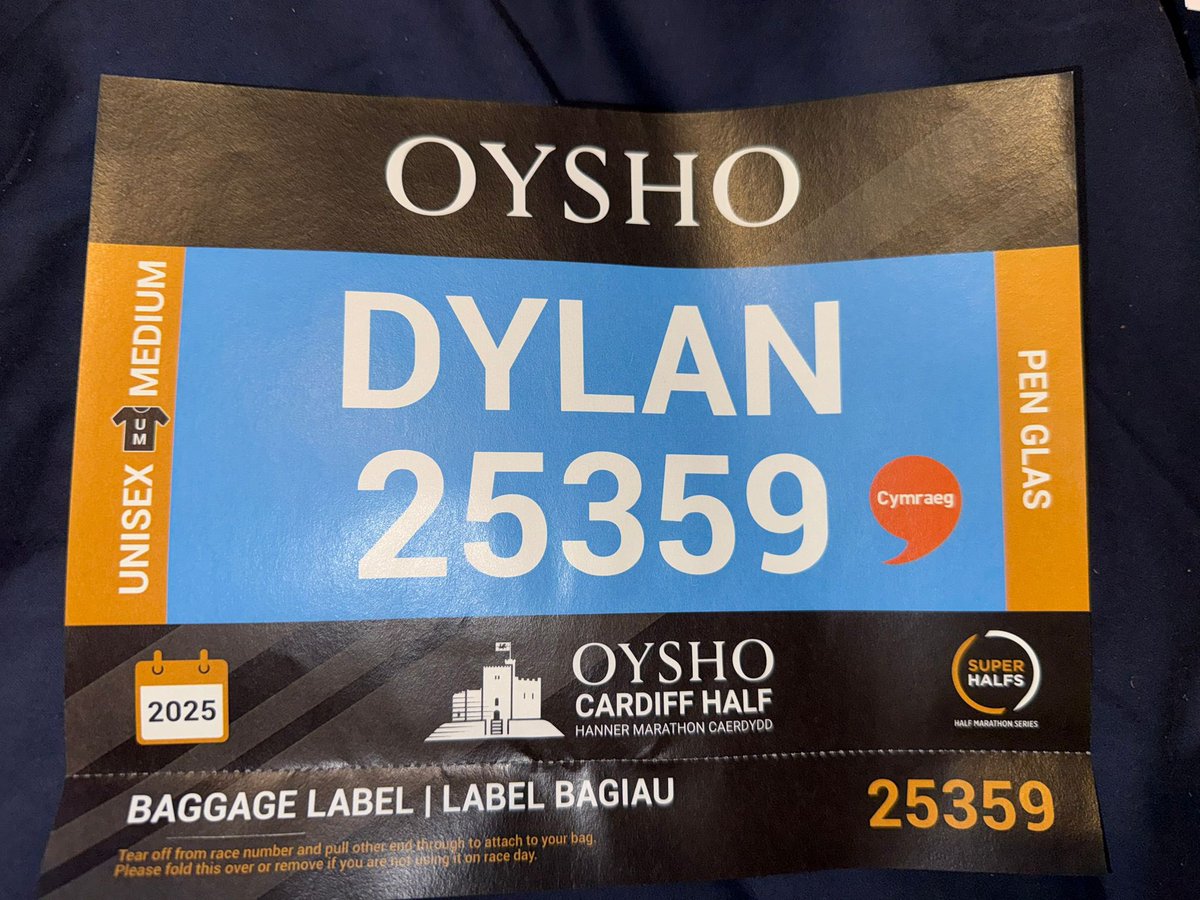 OYSHO
UNISEX UM MEDIUM
DYLAN
25359
Cymraeg
PEN GLAS
2025
OYSHO
CARDIFF HALF
HANNER MARATHON CAERDYDD
SUPER
HALFS
HALF MARATHON SERIES
BAGGAGE LABEL | LABEL BAGIAU
25359
Tear off from race number and pull other end through to attach to your bag.
Please fold this over or remove if you are not using it on race day.